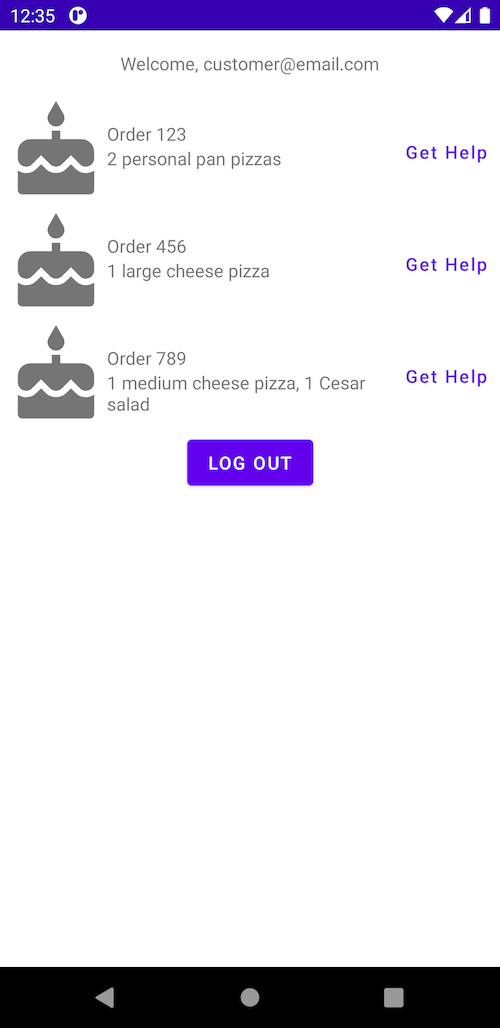 12:35
Welcome, customer@email.com
Order 123
2 personal pan pizzas
Get Help
Order 456
1 large cheese pizza
Get Help
Order 789
1 medium cheese pizza, 1 Cesar
salad
Get Help
LOG OUT